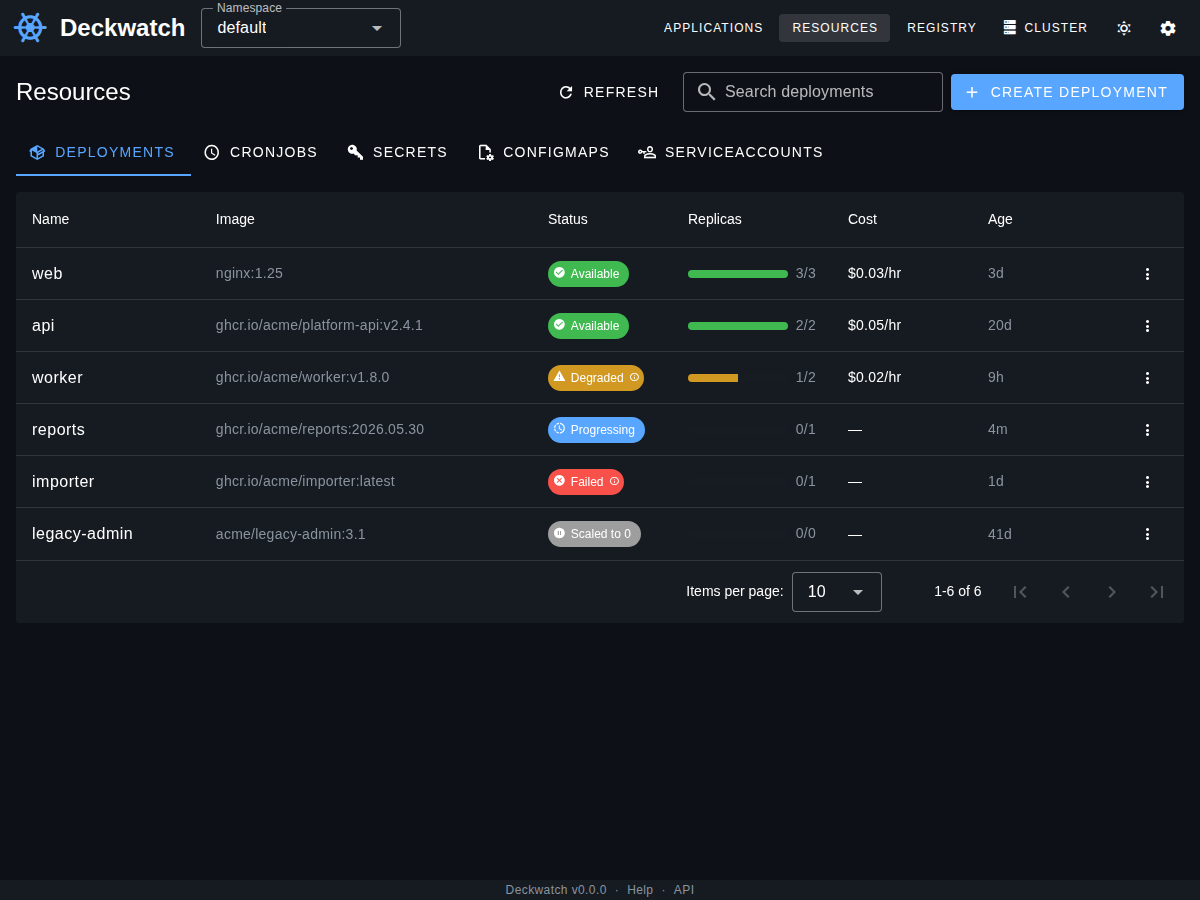 Deckwatch
Namespace
default
APPLICATIONS RESOURCES REGISTRY CLUSTER
Resources
REFRESH
Search deployments
CREATE DEPLOYMENT
DEPLOYMENTS CRONJOBS SECRETS CONFIGMAPS SERVICEACCOUNTS
Name Image Status Replicas Cost Age
web nginx:1.25 Available 3/3 $0.03/hr 3d
api ghcr.io/acme/platform-api:v2.4.1 Available 2/2 $0.05/hr 20d
worker ghcr.io/acme/worker:v1.8.0 Degraded 1/2 $0.02/hr 9h
reports ghcr.io/acme/reports:2026.05.30 Progressing 0/1 — 4m
importer ghcr.io/acme/importer:latest Failed 0/1 — 1d
legacy-admin acme/legacy-admin:3.1 Scaled to 0 0/0 — 41d
Items per page: 10 1-6 of 6
Deckwatch v0.0.0 · Help · API